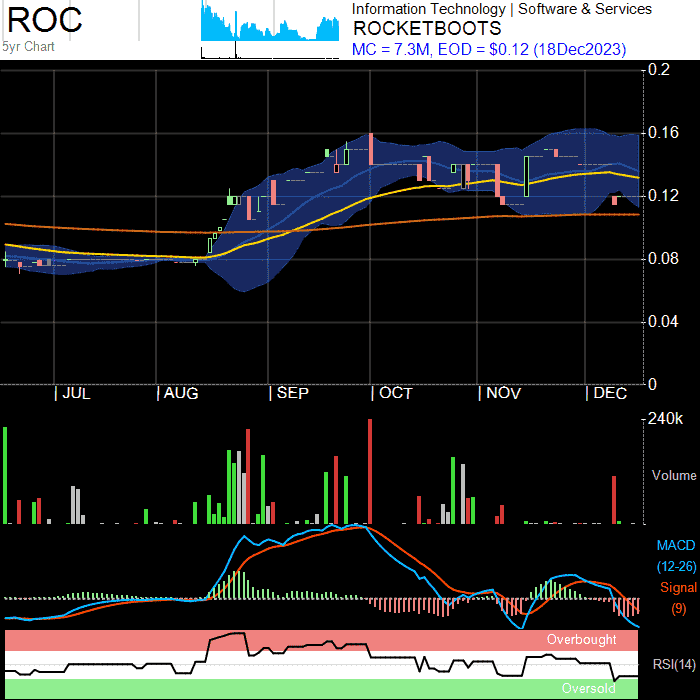 ROC
5yr Chart
Information Technology | Software & Services
ROCKETBOOTS
MC = 7.3M, EOD = $0.12 (18Dec2023)
0.2
0.16
0.12
0.08
0.04
0
| JUL | AUG | SEP | OCT | NOV | DEC
240k
Volume
MACD
(12-26)
Signal
(9)
Overbought
RSI(14)
Oversold